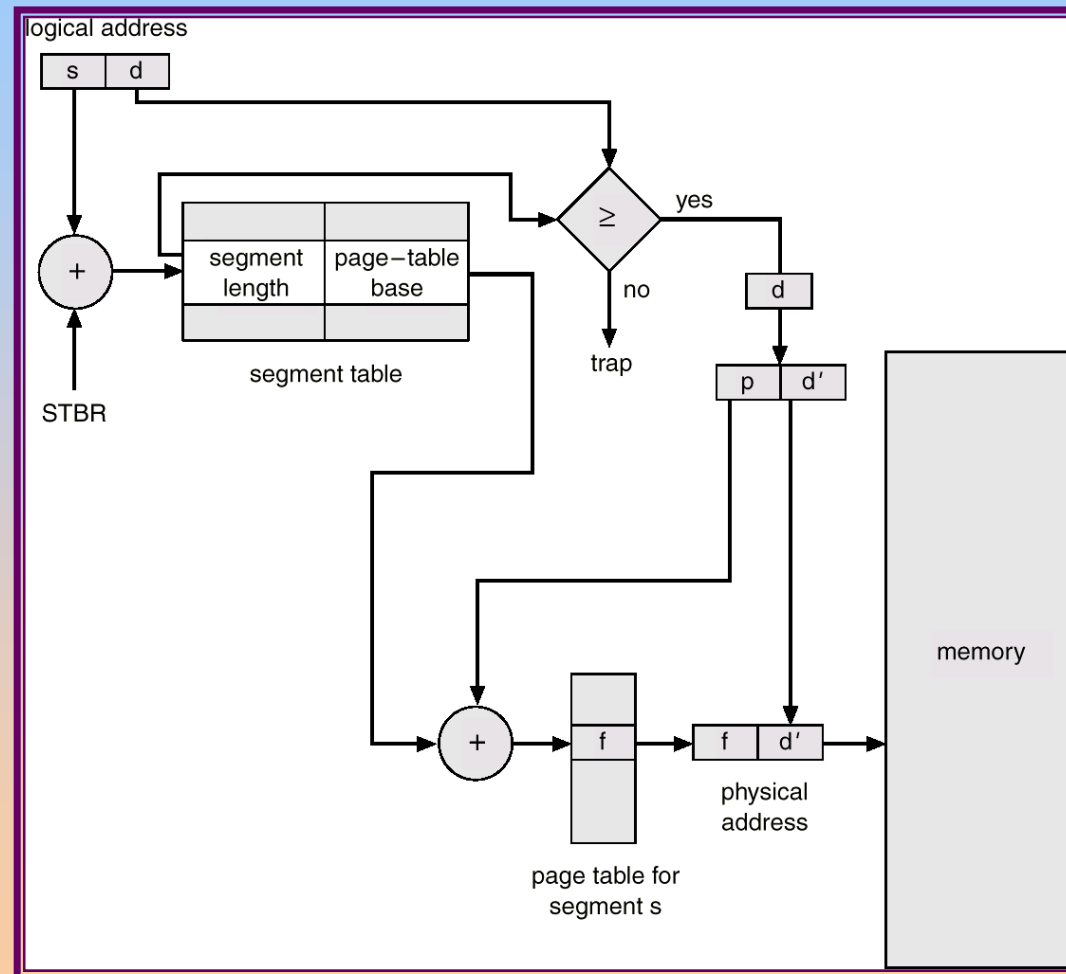 logical address
s d
≥
yes
segment length
page–table base
+
no
d
trap
segment table
p d′
STBR
memory
+
f
f d′
physical
address
page table for
segment s